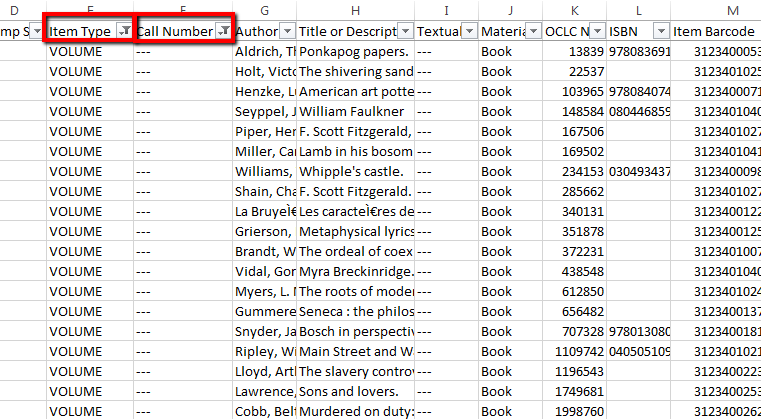 D E F G H I J K L M
mp S Item Type Call Number Author Title or Descript Textual Materia OCLC N ISBN Item Barcode
VOLUME --- Aldrich, Th Ponkapog papers. --- Book 13839 978083691 3123400053
VOLUME --- Holt, Victo The shivering sand --- Book 22537 3123401025
VOLUME --- Henzke, Lu American art potte --- Book 103965 978084074 3123400071
VOLUME --- Seyppel, J William Faulkner --- Book 148584 080446859 3123401040
VOLUME --- Piper, Hen F. Scott Fitzgerald, --- Book 167506 3123401027
VOLUME --- Miller, Car Lamb in his bosom --- Book 169502 3123401041
VOLUME --- Williams, Whipple's castle. --- Book 234153 030493437 3123400098
VOLUME --- Shain, Cha F. Scott Fitzgerald. --- Book 285662 3123401027
VOLUME --- La BruyeÌ€ Les caracteÌ€res de --- Book 340131 3123400122
VOLUME --- Grierson, Metaphysical lyrics --- Book 351878 3123400125
VOLUME --- Brandt, W The ordeal of coex --- Book 372231 3123401007
VOLUME --- Vidal, Gor Myra Breckinridge. --- Book 438548 3123401040
VOLUME --- Myers, L. The roots of moder --- Book 612850 3123401024
VOLUME --- Gummere Seneca : the philos --- Book 656482 3123400137
VOLUME --- Snyder, Ja Bosch in perspectiv --- Book 707328 978013080 3123400181
VOLUME --- Ripley, Wi Main Street and W --- Book 1109742 040505109 3123401021
VOLUME --- Lloyd, Art The slavery controv --- Book 1196543 3123400223
VOLUME --- Lawrence, Sons and lovers. --- Book 1749681 3123400253
VOLUME --- Cobb, Belt Murdered on duty: --- Book 1998760 3123400262